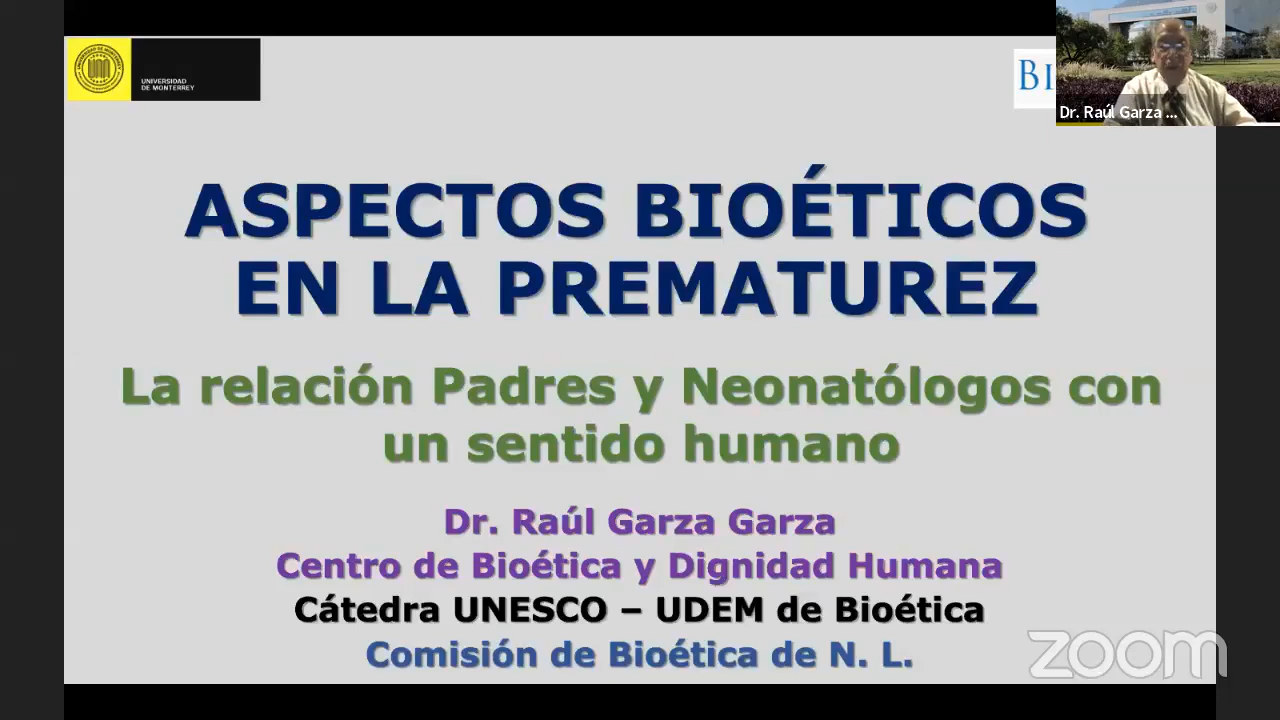 UNIVERSIDAD
DE MONTERREY
BI
Dr. Raúl Garza ...
ASPECTOS BIOÉTICOS
EN LA PREMATUREZ
La relación Padres y Neonatólogos con
un sentido humano
Dr. Raúl Garza Garza
Centro de Bioética y Dignidad Humana
Cátedra UNESCO – UDEM de Bioética
Comisión de Bioética de N. L.
zoom